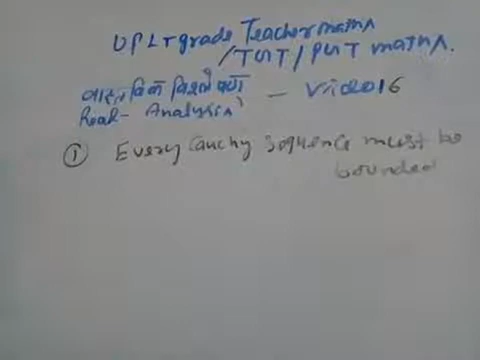 UP LT grade Teacher maths
/TGT/PGT maths.
वास्तविक विश्लेषण - Video16
Real-Analysis
① Every Cauchy sequence must be
bounded